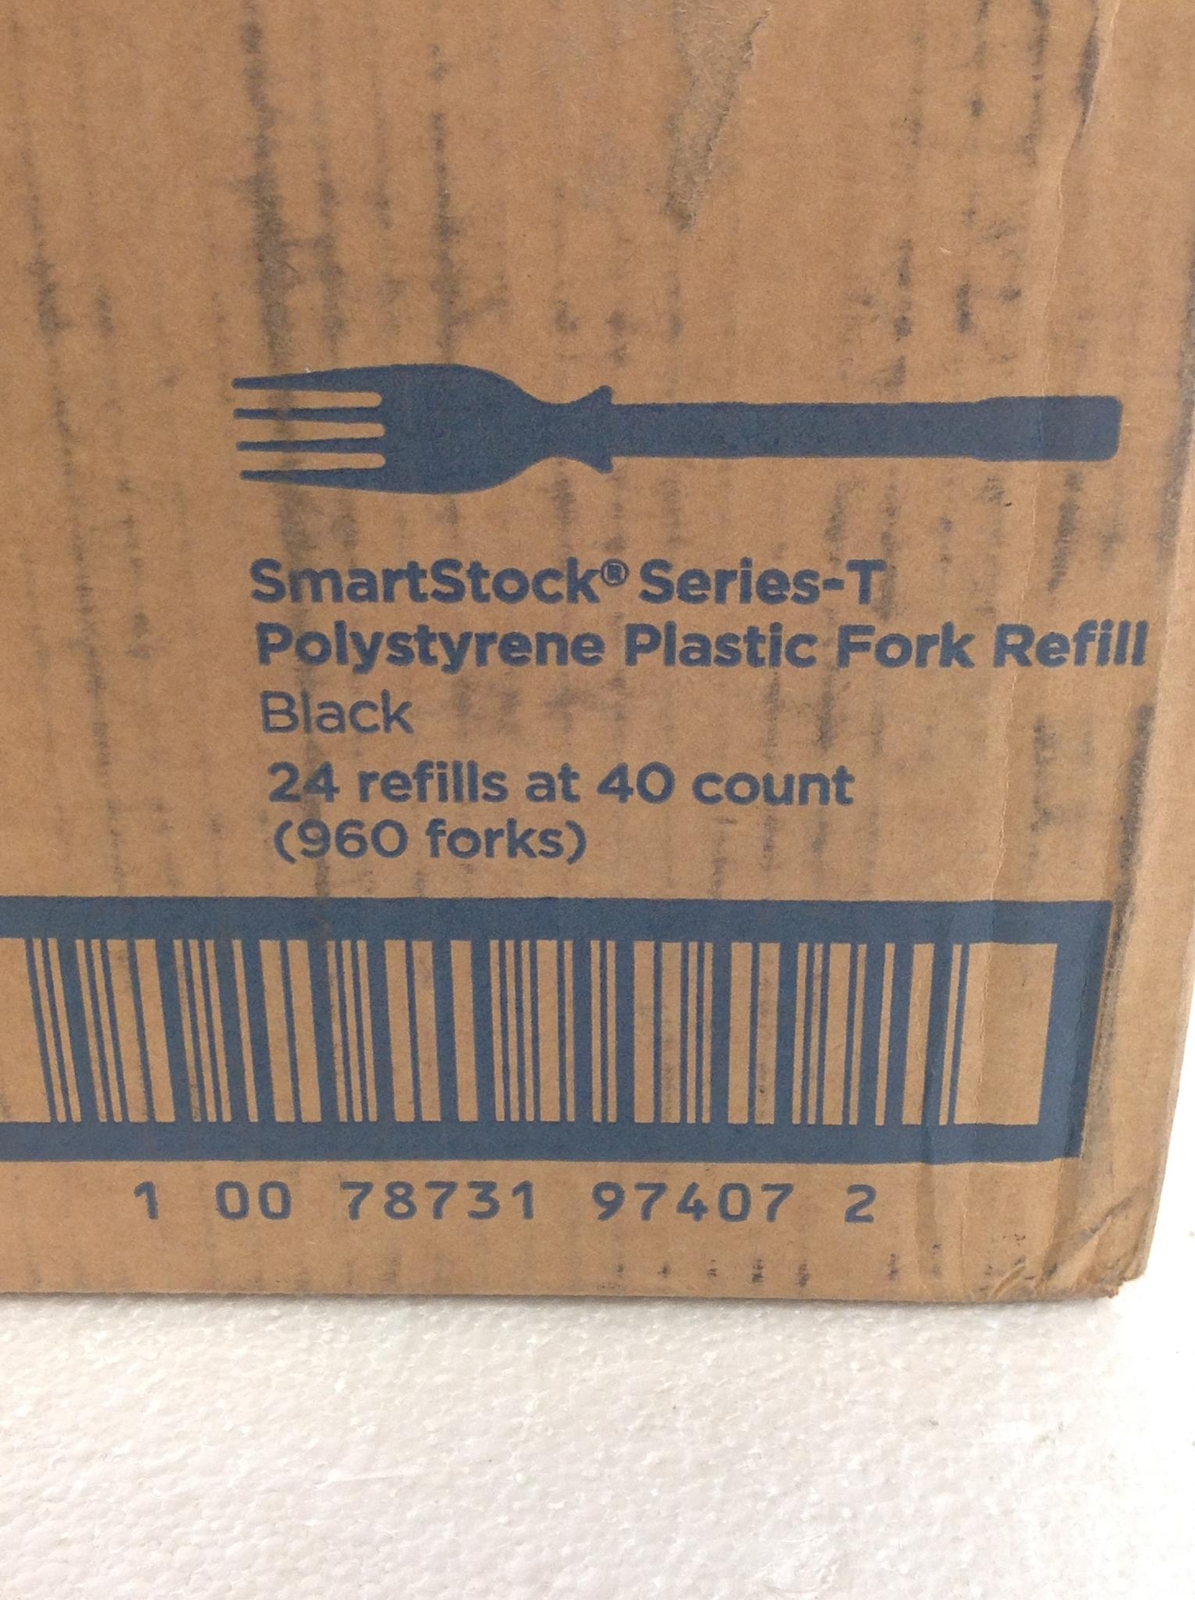 SmartStock® Series-T
Polystyrene Plastic Fork Refill
Black
24 refills at 40 count
(960 forks)
1 00 78731 97407 2